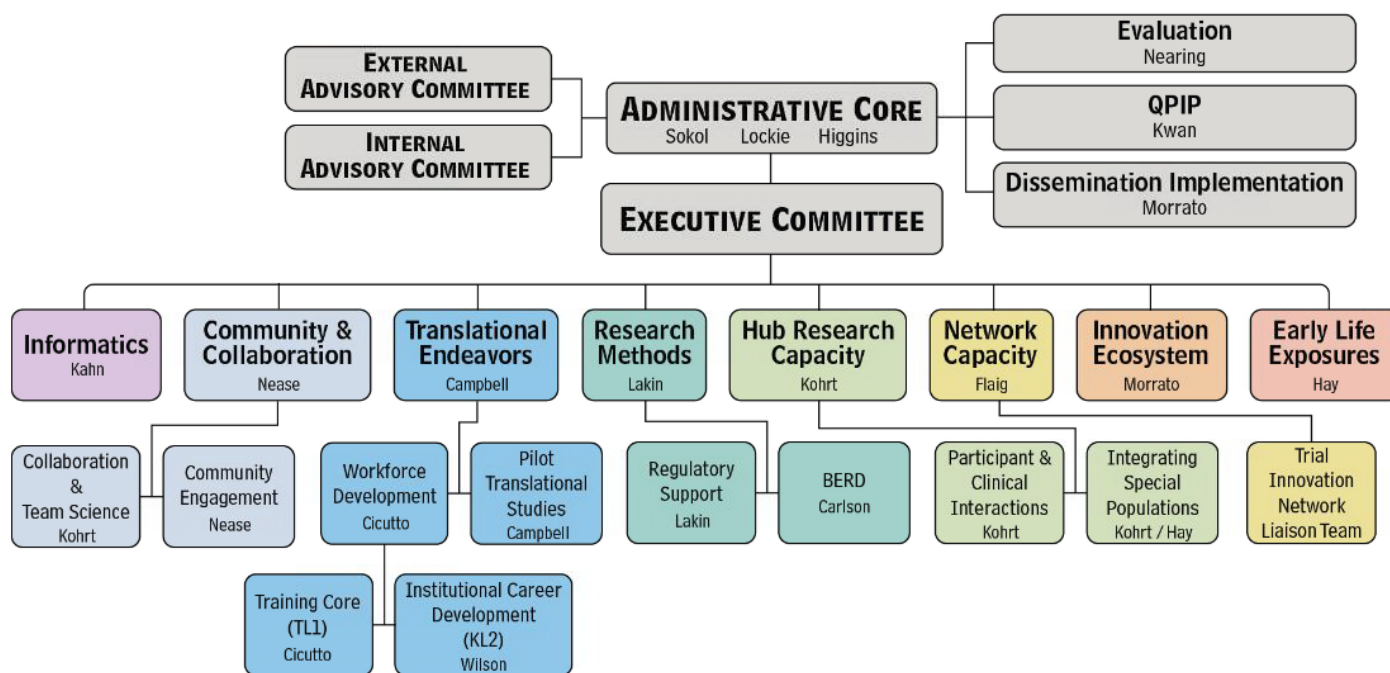 EXTERNAL
ADVISORY COMMITTEE
INTERNAL
ADVISORY COMMITTEE
ADMINISTRATIVE CORE
Sokol Lockie Higgins
Evaluation
Nearing
QPIP
Kwan
Dissemination Implementation
Morrato
EXECUTIVE COMMITTEE
Informatics
Kahn
Community &
Collaboration
Nease
Translational
Endeavors
Campbell
Research
Methods
Lakin
Hub Research
Capacity
Kohrt
Network
Capacity
Flaig
Innovation
Ecosystem
Morrato
Early Life
Exposures
Hay
Collaboration
&
Team Science
Kohrt
Community
Engagement
Nease
Workforce
Development
Cicutto
Pilot
Translational
Studies
Campbell
Regulatory
Support
Lakin
BERD
Carlson
Participant &
Clinical
Interactions
Kohrt
Integrating
Special
Populations
Kohrt / Hay
Trial
Innovation
Network
Liaison Team
Training Core
(TL1)
Cicutto
Institutional Career
Development
(KL2)
Wilson